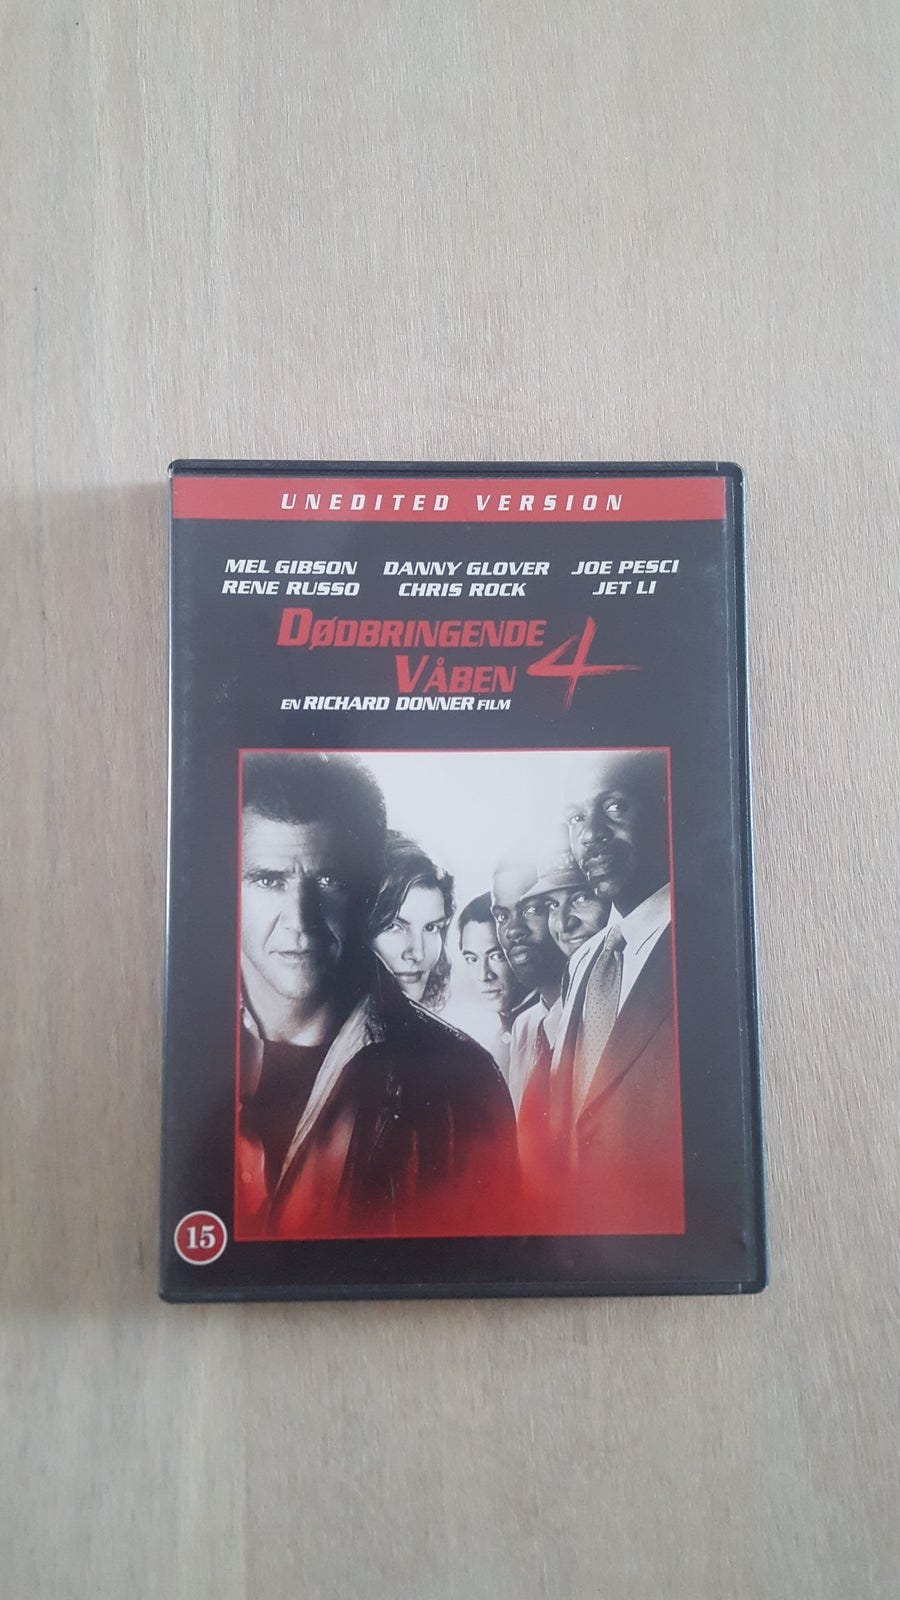 UNEDITED VERSION
MEL GIBSON DANNY GLOVER JOE PESCI
RENE RUSSO CHRIS ROCK JET LI
DØDBRINGENDE
VÅBEN 4
EN RICHARD DONNER FILM
15